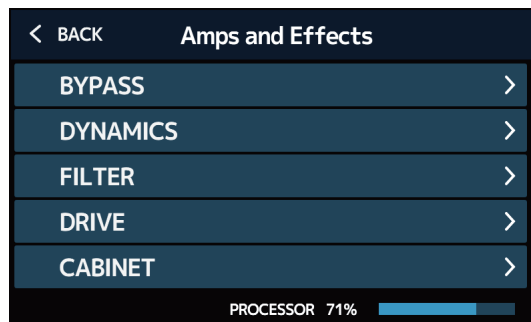 BACK Amps and Effects
BYPASS
DYNAMICS
FILTER
DRIVE
CABINET
PROCESSOR 71%